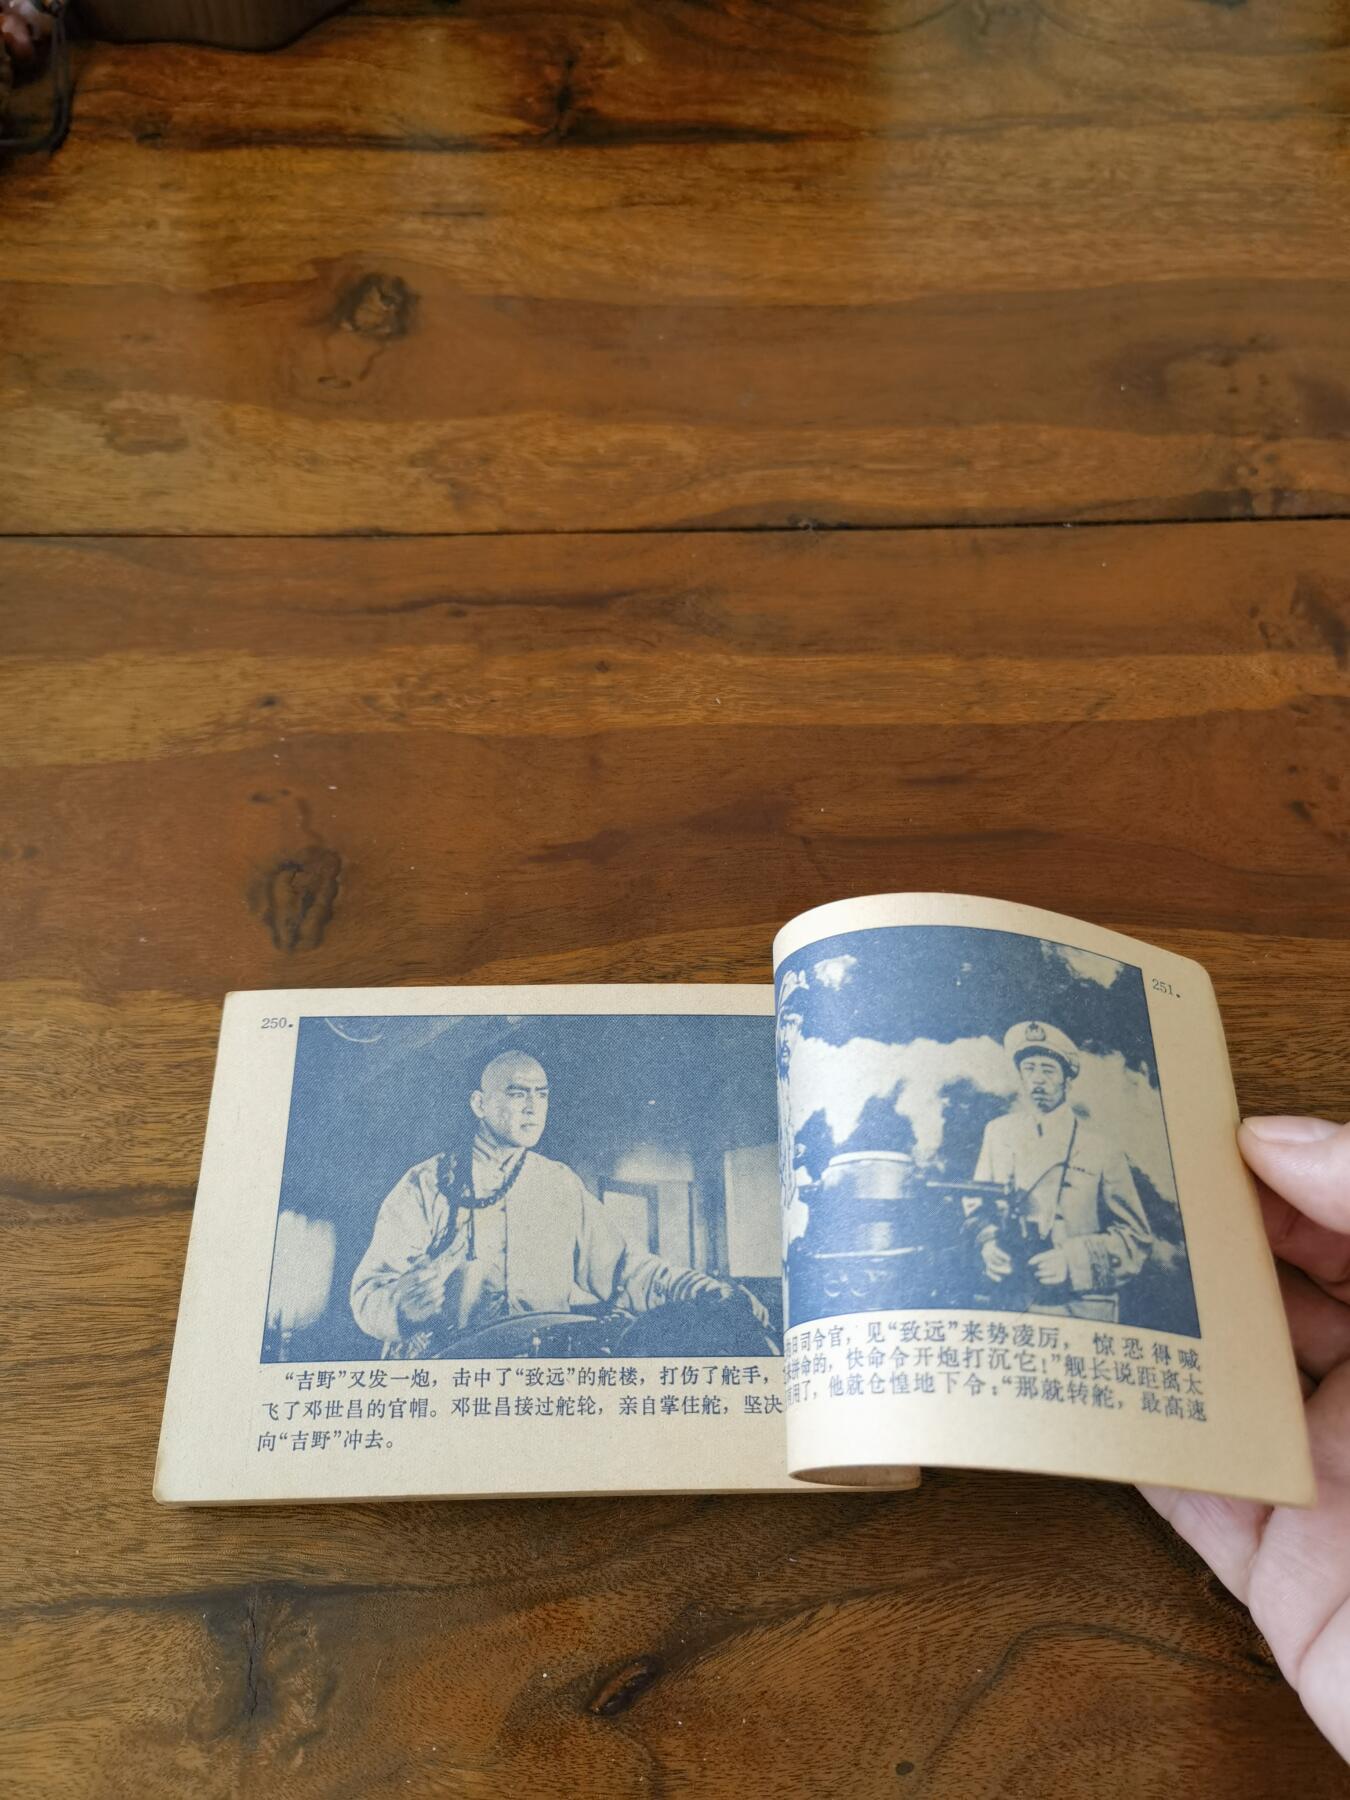 250.
“吉野”又发一炮，击中了“致远”的舵楼，打伤了舵手，
飞了邓世昌的官帽。邓世昌接过舵轮，亲自掌住舵，坚决
向“吉野”冲去。
251.
日司令官，见“致远”来势凌厉，惊恐得喊
拼命的，快命令开炮打沉它！”舰长说距离太
用了，他就仓惶地下令：“那就转舵，最高速